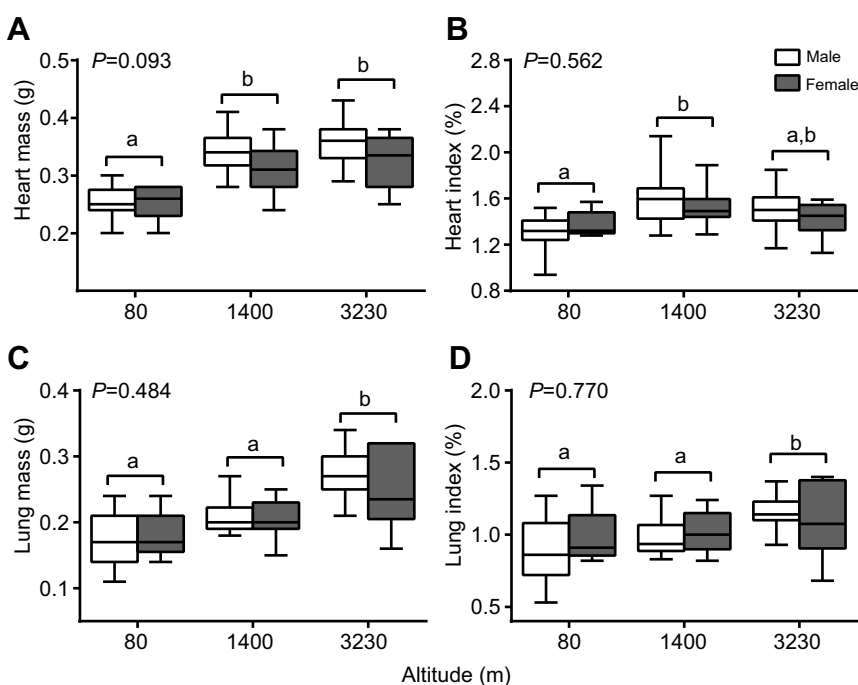 A
P=0.093
Heart mass (g)
0.5
0.4
0.3
0.2
a
b
b
80
1400
3230
B
P=0.562
Male
Female
Heart index (%)
2.8
2.4
2.0
1.6
1.2
0.8
a
b
a,b
80
1400
3230
C
P=0.484
Lung mass (g)
0.4
0.3
0.2
0.1
a
a
b
80
1400
3230
D
P=0.770
Lung index (%)
2.0
1.5
1.0
0.5
a
a
b
80
1400
3230
Altitude (m)